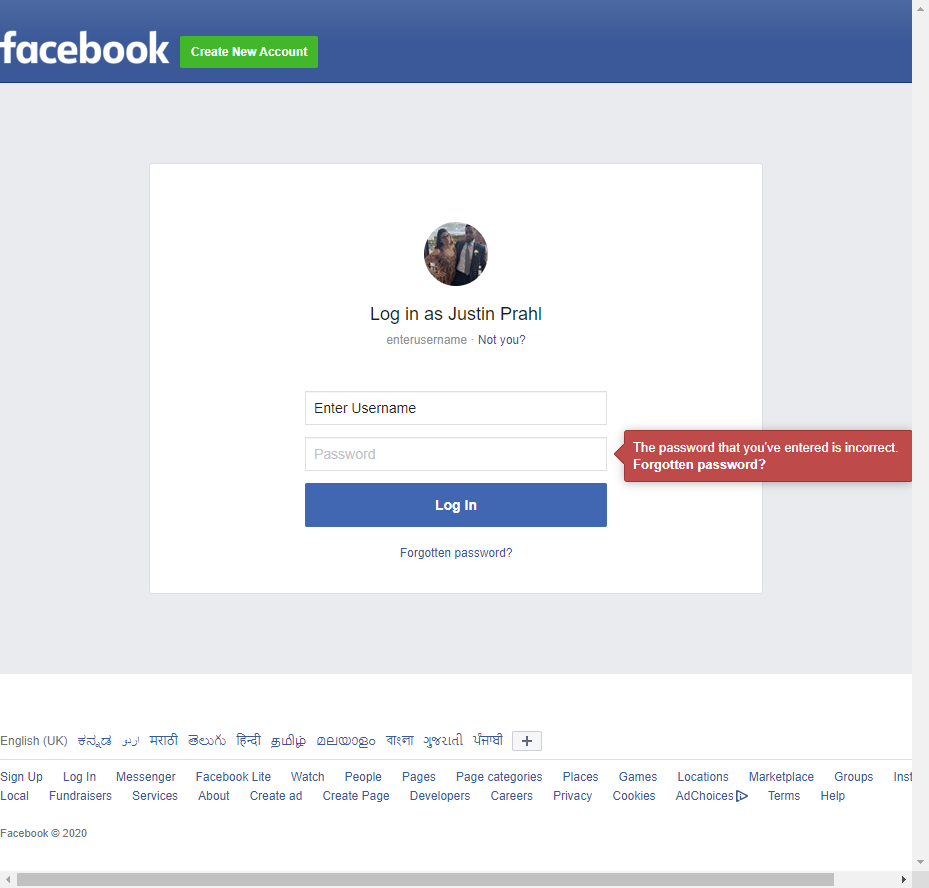 facebook
Create New Account
Log in as Justin Prahl
enterusername · Not you?
Enter Username
Password
The password that you've entered is incorrect.
Forgotten password?
Log In
Forgotten password?
English (UK) ಕನ್ನಡ اردو मराठी తెలుగు हिन्दी தமிழ் മലയാളം বাংলা ગુજરાતી ਪੰਜਾਬੀ +
Sign Up Log In Messenger Facebook Lite Watch People Pages Page categories Places Games Locations Marketplace Groups Inst
Local Fundraisers Services About Create ad Create Page Developers Careers Privacy Cookies AdChoices Terms Help
Facebook © 2020